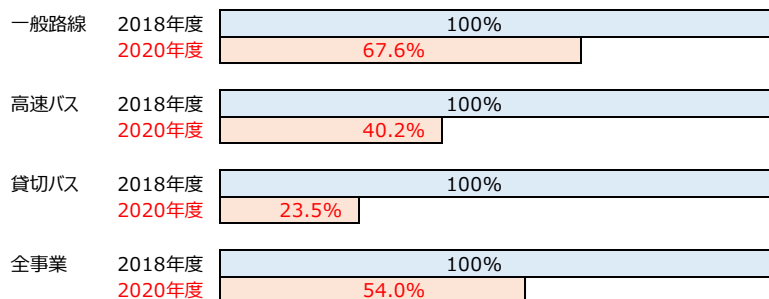 一般路線 2018年度 100%
2020年度 67.6%
高速バス 2018年度 100%
2020年度 40.2%
貸切バス 2018年度 100%
2020年度 23.5%
全事業 2018年度 100%
2020年度 54.0%